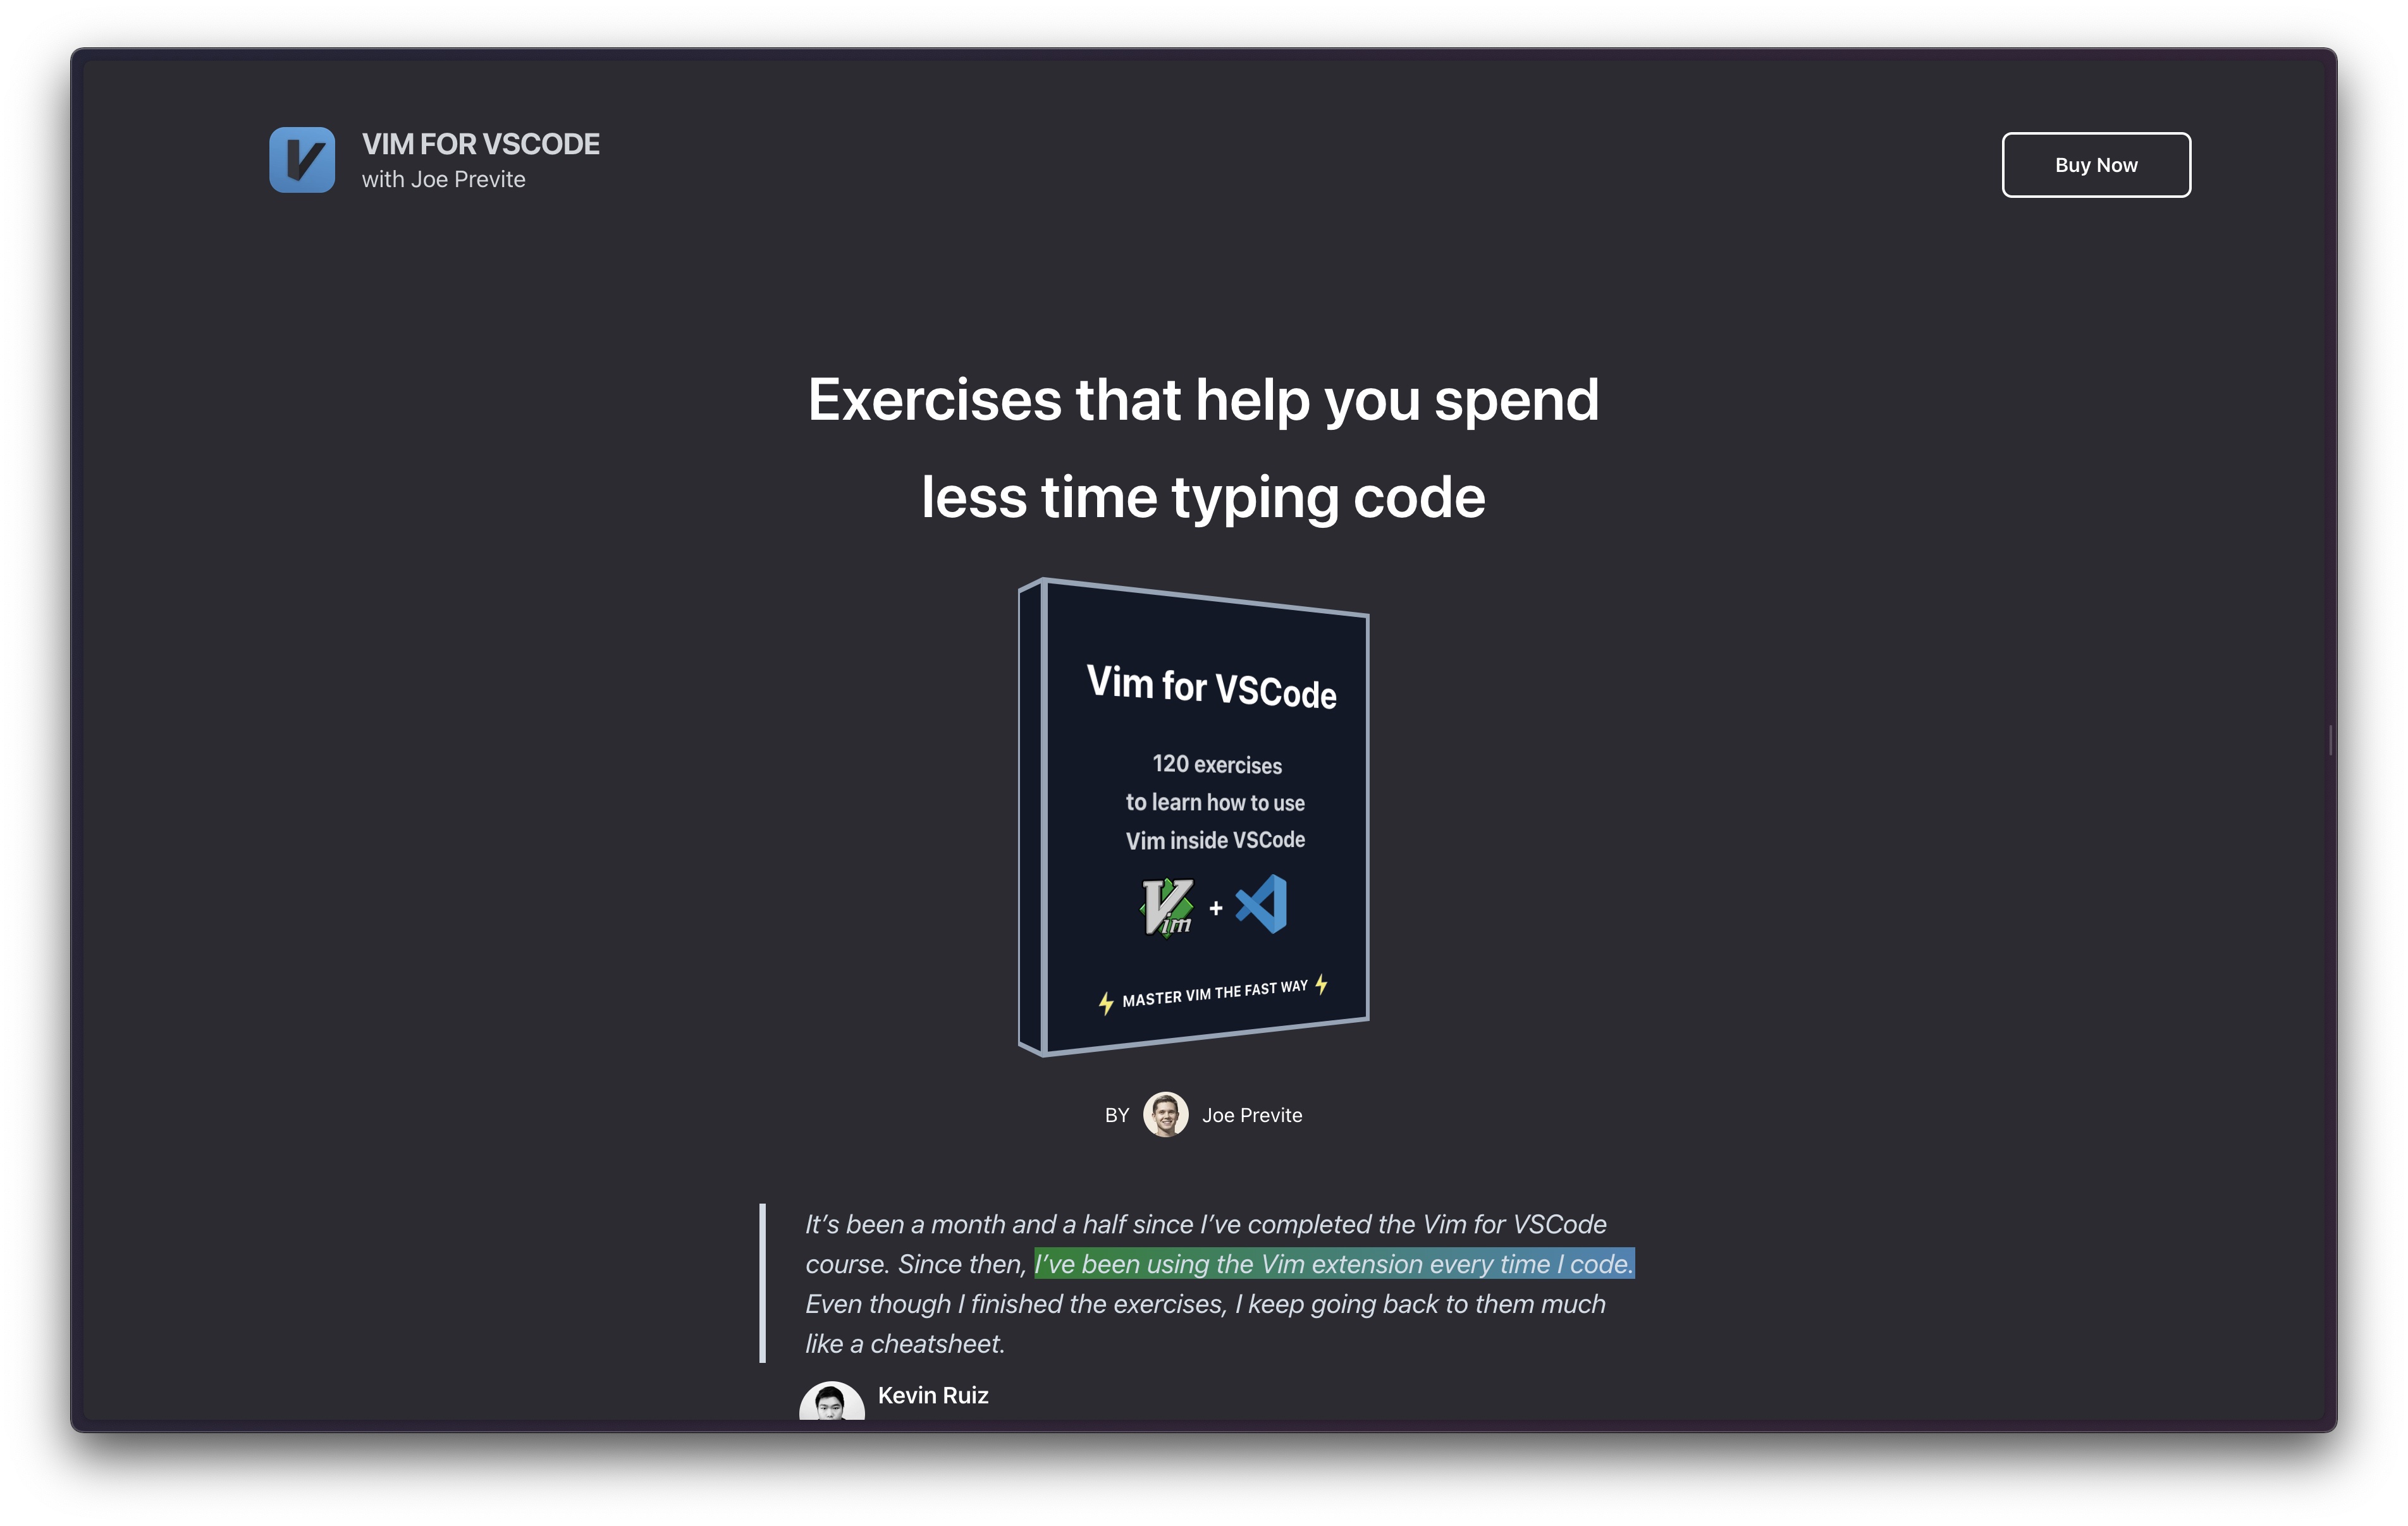 VIM FOR VSCODE
with Joe Previte
Buy Now
Exercises that help you spend
less time typing code
Vim for VSCode
120 exercises
to learn how to use
Vim inside VSCode
Vim + 
⚡ MASTER VIM THE FAST WAY ⚡
BY Joe Previte
It’s been a month and a half since I’ve completed the Vim for VSCode
course. Since then, I’ve been using the Vim extension every time I code.
Even though I finished the exercises, I keep going back to them much
like a cheatsheet.
Kevin Ruiz